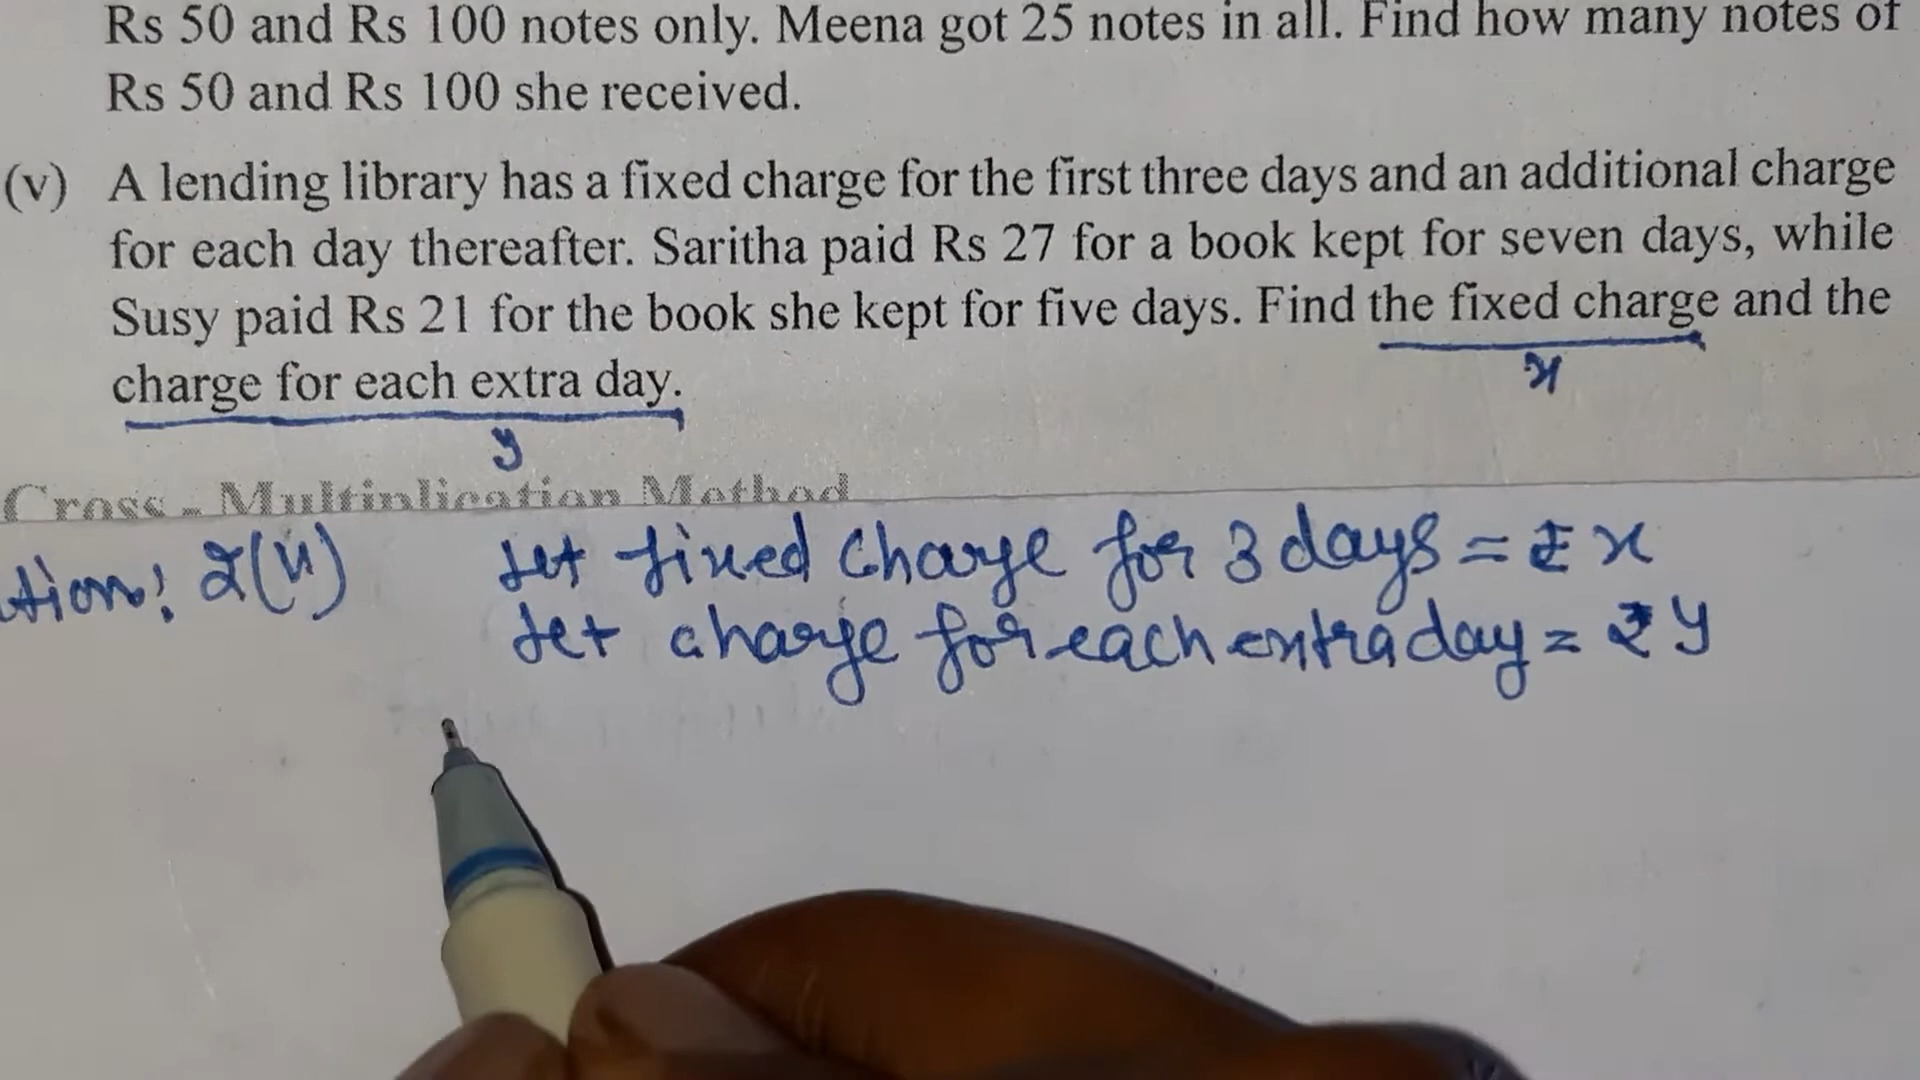 Rs 50 and Rs 100 notes only. Meena got 25 notes in all. Find how many notes of
Rs 50 and Rs 100 she received.
(v) A lending library has a fixed charge for the first three days and an additional charge
for each day thereafter. Saritha paid Rs 27 for a book kept for seven days, while
Susy paid Rs 21 for the book she kept for five days. Find the fixed charge and the
x
charge for each extra day.
y
Cross - Multiplication Method
tion: 2(v) Let fixed charge for 3 days = ₹ x
Let charge for each extra day = ₹ y